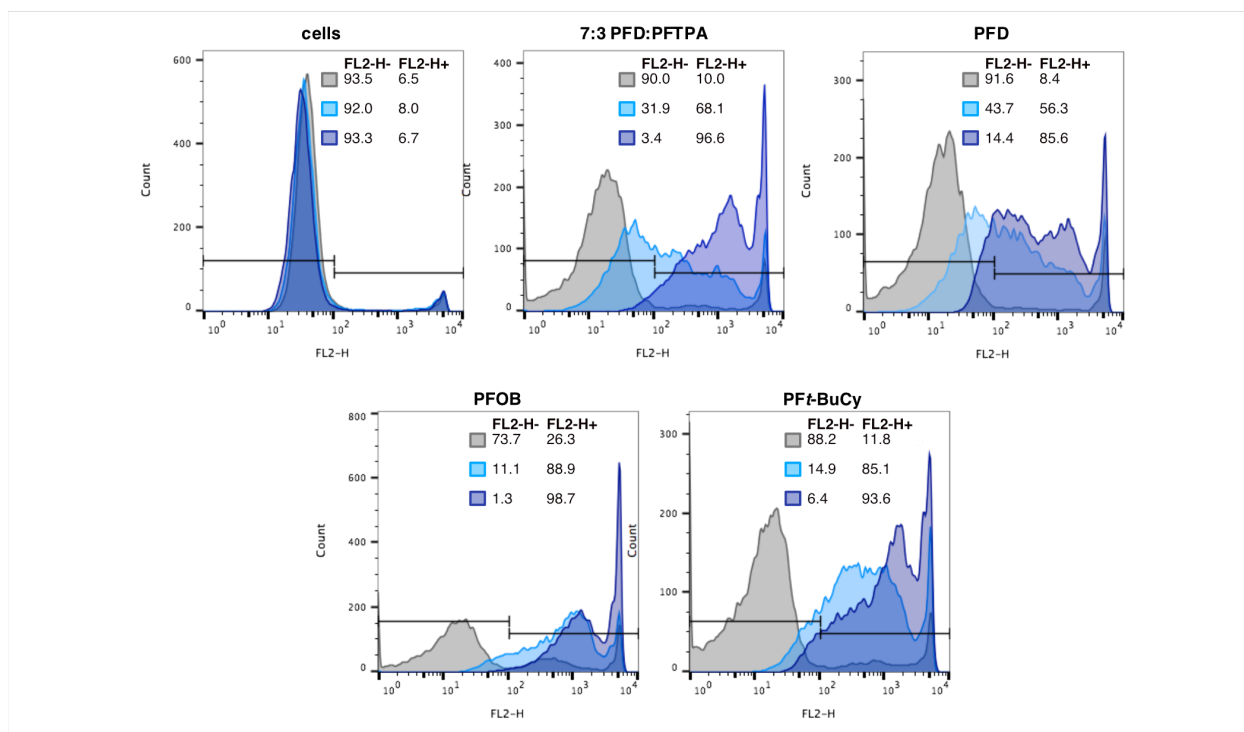 cells
FL2-H- FL2-H+
93.5 6.5
92.0 8.0
93.3 6.7
600
400
200
0
Count
10^0 10^1 10^2 10^3 10^4
FL2-H
7:3 PFD:PFTPA
FL2-H- FL2-H+
90.0 10.0
31.9 68.1
3.4 96.6
400
300
200
100
0
Count
10^0 10^1 10^2 10^3 10^4
FL2-H
PFD
FL2-H- FL2-H+
91.6 8.4
43.7 56.3
14.4 85.6
300
200
100
0
Count
10^0 10^1 10^2 10^3 10^4
FL2-H
PFOB
FL2-H- FL2-H+
73.7 26.3
11.1 88.9
1.3 98.7
800
600
400
200
0
Count
10^0 10^1 10^2 10^3 10^4
FL2-H
PFt-BuCy
FL2-H- FL2-H+
88.2 11.8
14.9 85.1
6.4 93.6
300
200
100
0
Count
10^0 10^1 10^2 10^3 10^4
FL2-H